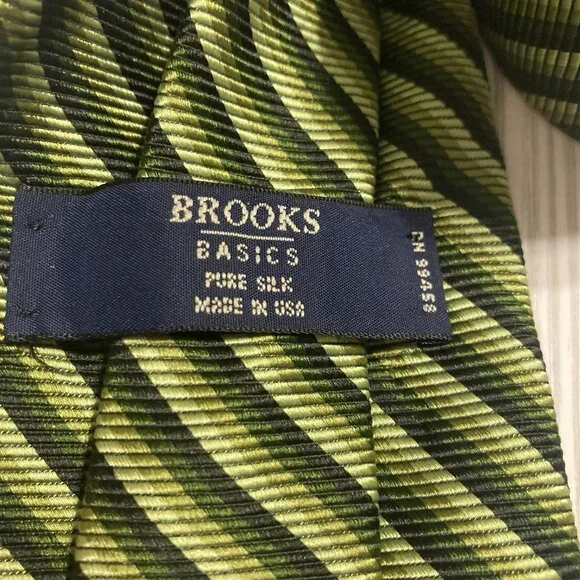 BROOKS
BASICS
PURE SILK
MADE IN USA
RN 99458